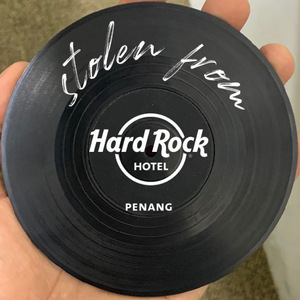 stolen from
Hard Rock
HOTEL
PENANG